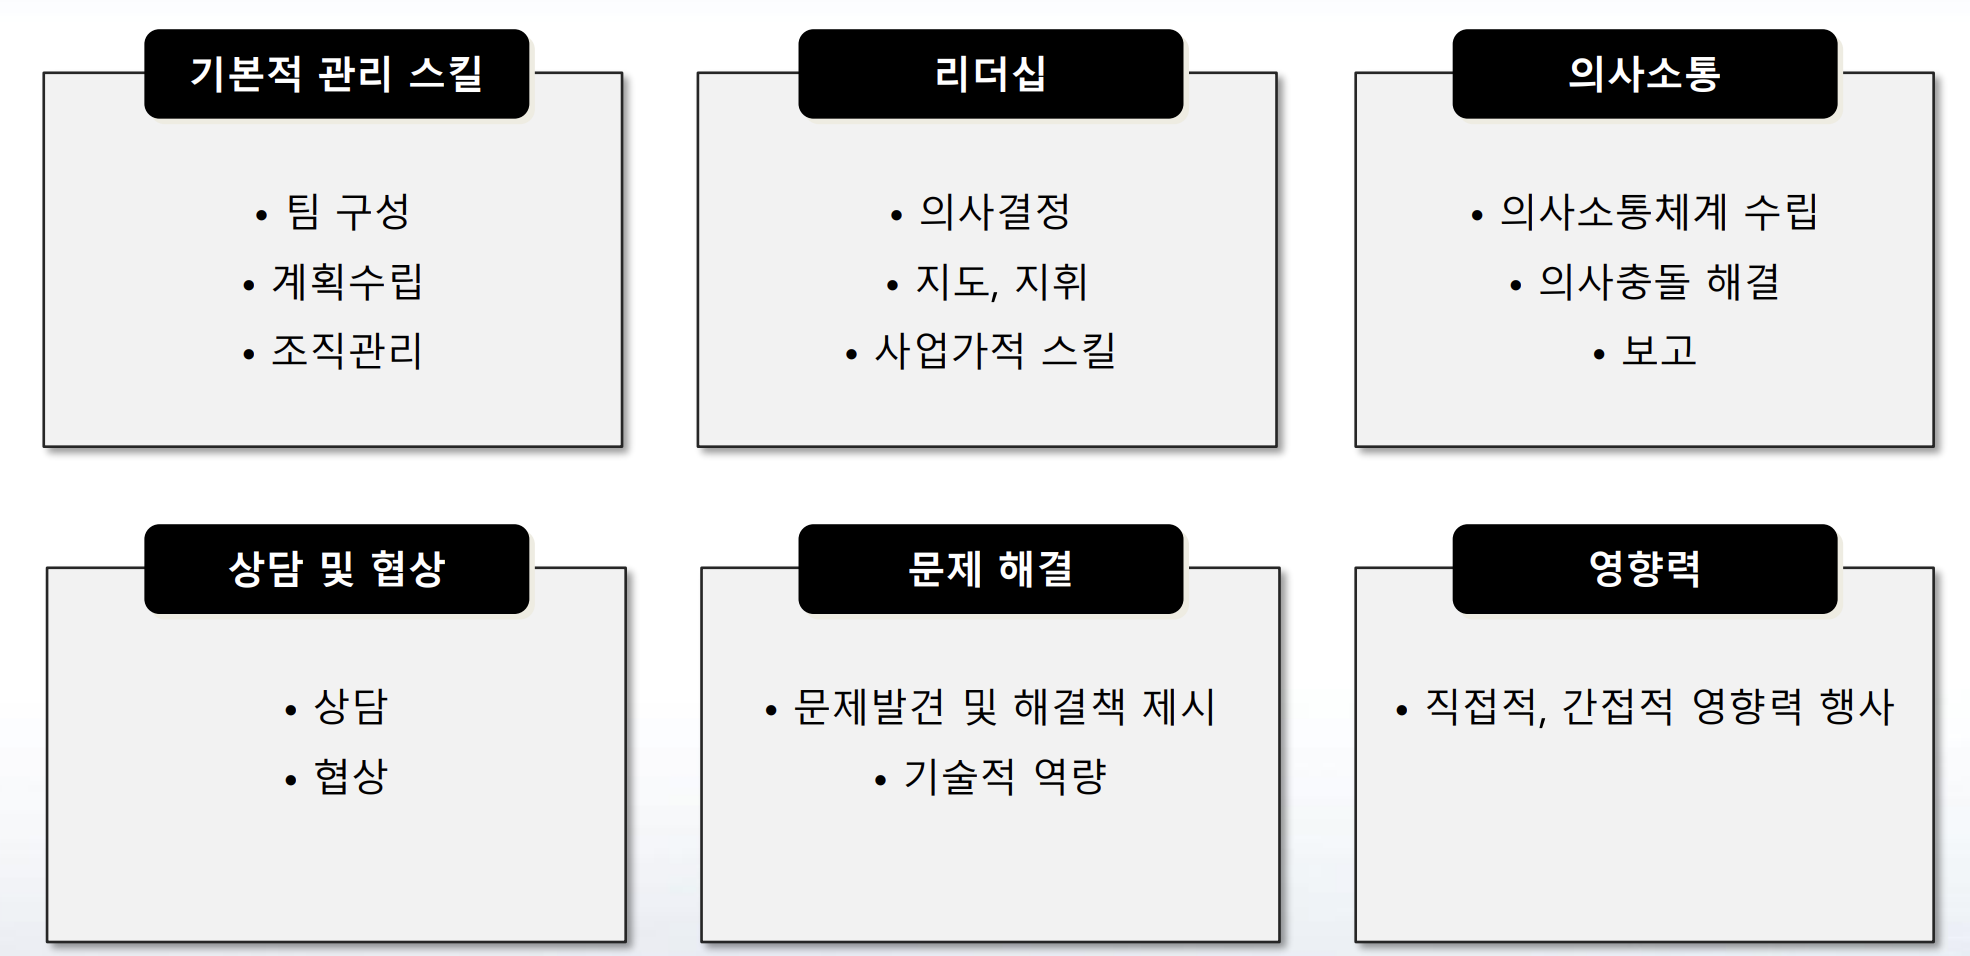 기본적 관리 스킬
• 팀 구성
• 계획수립
• 조직관리
리더십
• 의사결정
• 지도, 지휘
• 사업가적 스킬
의사소통
• 의사소통체계 수립
• 의사충돌 해결
• 보고
상담 및 협상
• 상담
• 협상
문제 해결
• 문제발견 및 해결책 제시
• 기술적 역량
영향력
• 직접적, 간접적 영향력 행사